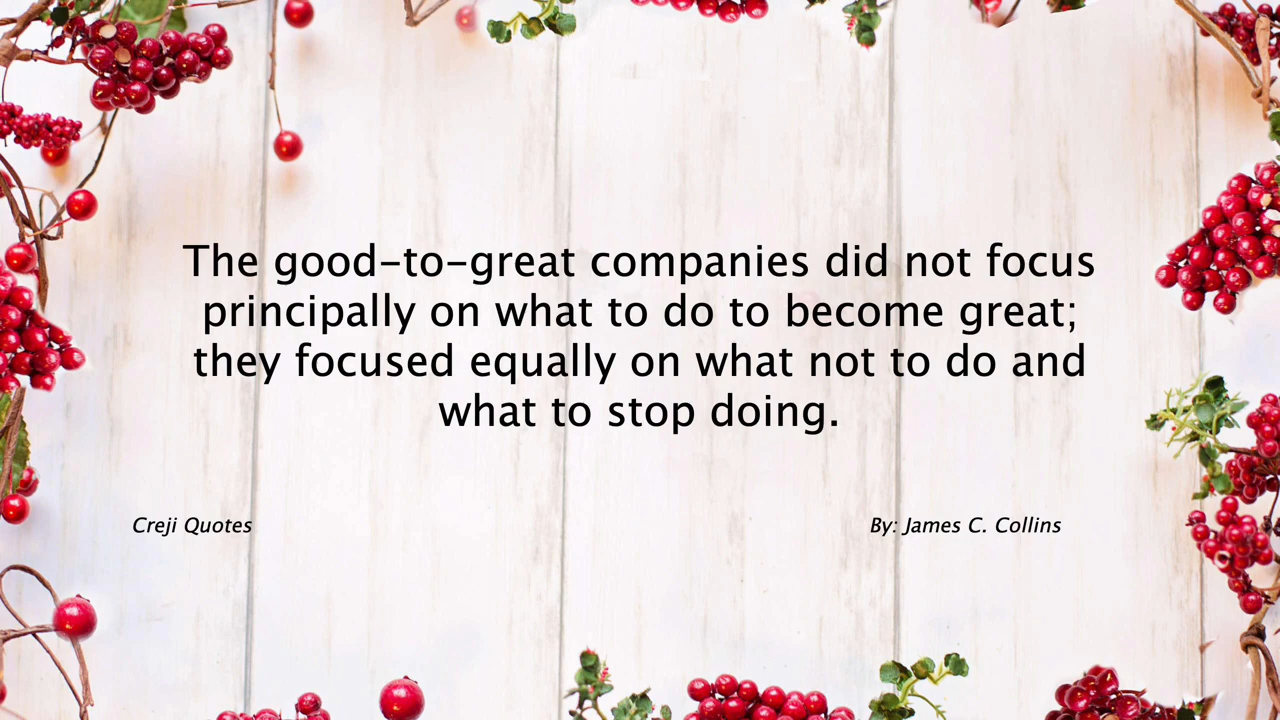 The good-to-great companies did not focus
principally on what to do to become great;
they focused equally on what not to do and
what to stop doing.
Creji Quotes
By: James C. Collins